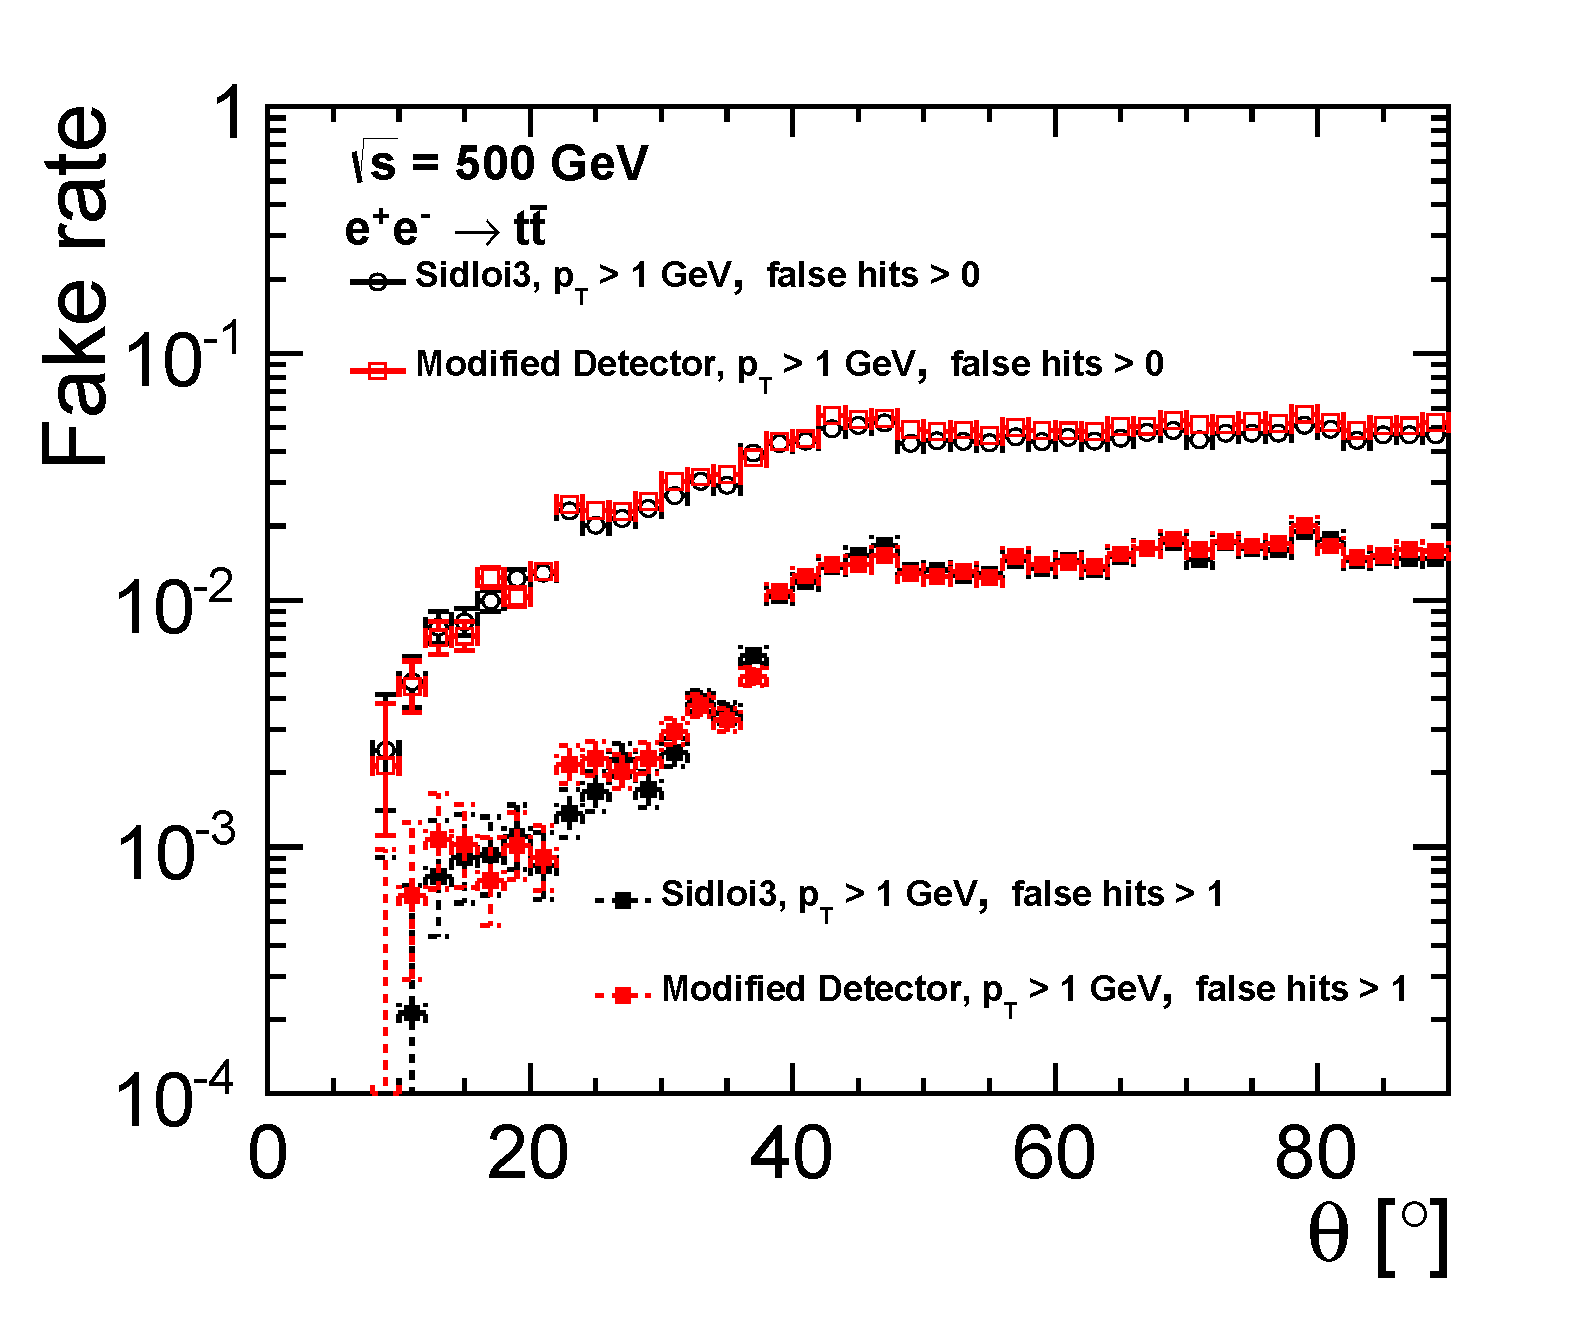 Fake rate
1
10⁻¹
10⁻²
10⁻³
10⁻⁴
√s = 500 GeV
e⁺e⁻ → tt̄
Sidloi3, p_T > 1 GeV, false hits > 0
Modified Detector, p_T > 1 GeV, false hits > 0
Sidloi3, p_T > 1 GeV, false hits > 1
Modified Detector, p_T > 1 GeV, false hits > 1
0 20 40 60 80
θ [°]